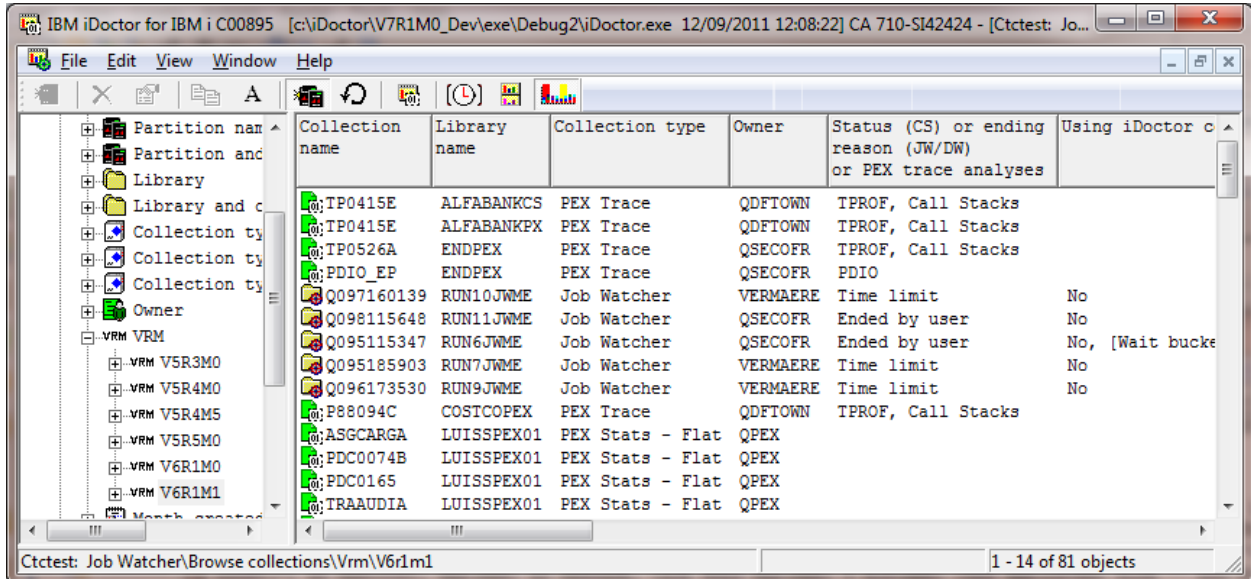 IBM iDoctor for IBM i C00895 [c:\iDoctor\V7R1M0_Dev\exe\Debug2\iDoctor.exe 12/09/2011 12:08:22] CA 710-SI42424 - [Ctctest: Jo...
File Edit View Window Help
A
Partition nam
Partition and
Library
Library and c
Collection ty
Collection ty
Collection ty
Owner
VRM VRM
VRM V5R3M0
VRM V5R4M0
VRM V5R4M5
VRM V5R5M0
VRM V6R1M0
VRM V6R1M1
Month created
Collection name Library name Collection type Owner Status (CS) or ending reason (JW/DW) or PEX trace analyses Using iDoctor c
TP0415E ALFABANKCS PEX Trace QDFTOWN TPROF, Call Stacks
TP0415E ALFABANKPX PEX Trace QDFTOWN TPROF, Call Stacks
TP0526A ENDPEX PEX Trace QSECOFR TPROF, Call Stacks
PDIO_EP ENDPEX PEX Trace QSECOFR PDIO
Q097160139 RUN10JWME Job Watcher VERMAERE Time limit No
Q098115648 RUN11JWME Job Watcher QSECOFR Ended by user No
Q095115347 RUN6JWME Job Watcher QSECOFR Ended by user No, [Wait bucke
Q095185903 RUN7JWME Job Watcher VERMAERE Time limit No
Q096173530 RUN9JWME Job Watcher VERMAERE Time limit No
P88094C COSTCOPEX PEX Trace QDFTOWN TPROF, Call Stacks
ASGCARGA LUISSPEX01 PEX Stats - Flat QPEX
PDC0074B LUISSPEX01 PEX Stats - Flat QPEX
PDC0165 LUISSPEX01 PEX Stats - Flat QPEX
TRAAUDIA LUISSPEX01 PEX Stats - Flat QPEX
Ctctest: Job Watcher\Browse collections\Vrm\V6r1m1
1 - 14 of 81 objects